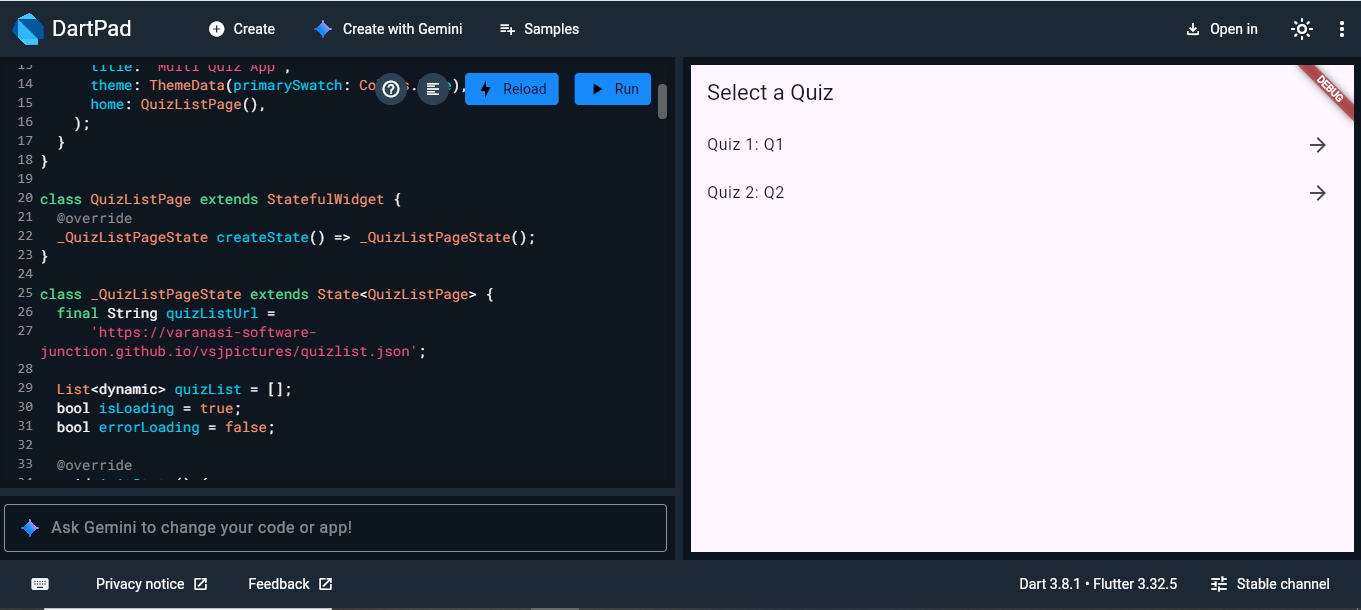 DartPad
Create
Create with Gemini
Samples
Open in
13 title: 'Multi Quiz App',
14 theme: ThemeData(primarySwatch:
15 home: QuizListPage(),
16 );
17 }
18 }
19
20 class QuizListPage extends StatefulWidget {
21 @override
22 _QuizListPageState createState() => _QuizListPageState();
23 }
24
25 class _QuizListPageState extends State<QuizListPage> {
26 final String quizListUrl =
27 'https://varanasi-software-
junction.github.io/vsjpictures/quizlist.json';
28
29 List<dynamic> quizList = [];
30 bool isLoading = true;
31 bool errorLoading = false;
32
33 @override
Reload
Run
Ask Gemini to change your code or app!
Select a Quiz
DEBUG
Quiz 1: Q1
Quiz 2: Q2
Privacy notice
Feedback
Dart 3.8.1 • Flutter 3.32.5
Stable channel